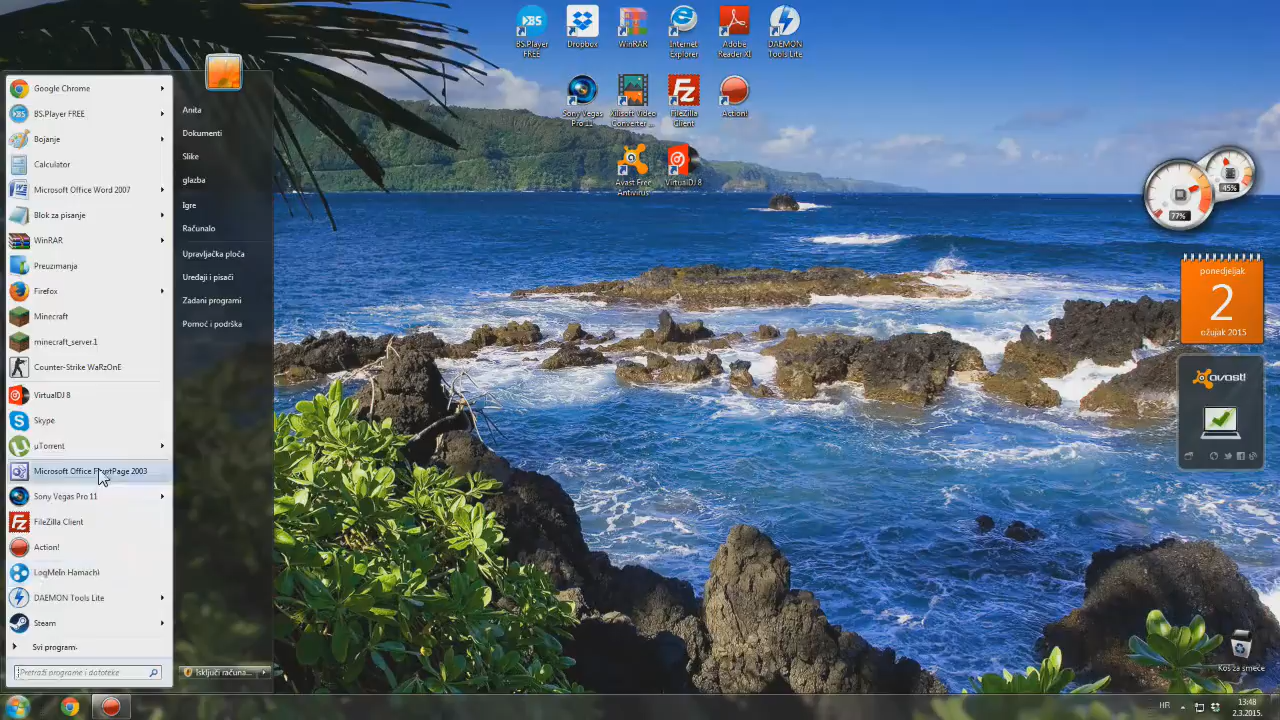 Google Chrome
BS.Player FREE
Bojanje
Calculator
Microsoft Office Word 2007
Blok za pisanje
WinRAR
Preuzimanja
Firefox
Minecraft
minecraft_server.1
Counter-Strike WaRzOnE
VirtualDJ 8
Skype
uTorrent
Microsoft Office FrontPage 2003
Sony Vegas Pro 11
FileZilla Client
Action!
LogMeIn Hamachi
DAEMON Tools Lite
Steam
Svi programi
Pretraži programe i datoteke
Anita
Dokumenti
Slike
glazba
Igre
Računalo
Upravljačka ploča
Uređaji i pisači
Zadani programi
Pomoć i podrška
Isključi računa...
BS.Player
FREE
Dropbox
WinRAR
Internet
Explorer
Adobe
Reader XI
DAEMON
Tools Lite
Sony Vegas
Pro 11
Xilisoft Video
Converter ...
FileZilla
Client
Action!
Avast Free
Antivirus
VirtualDJ 8
77%
45%
ponedjeljak
2
ožujak 2015
avast!
Koš za smeće
HR
13:48
2.3.2015.